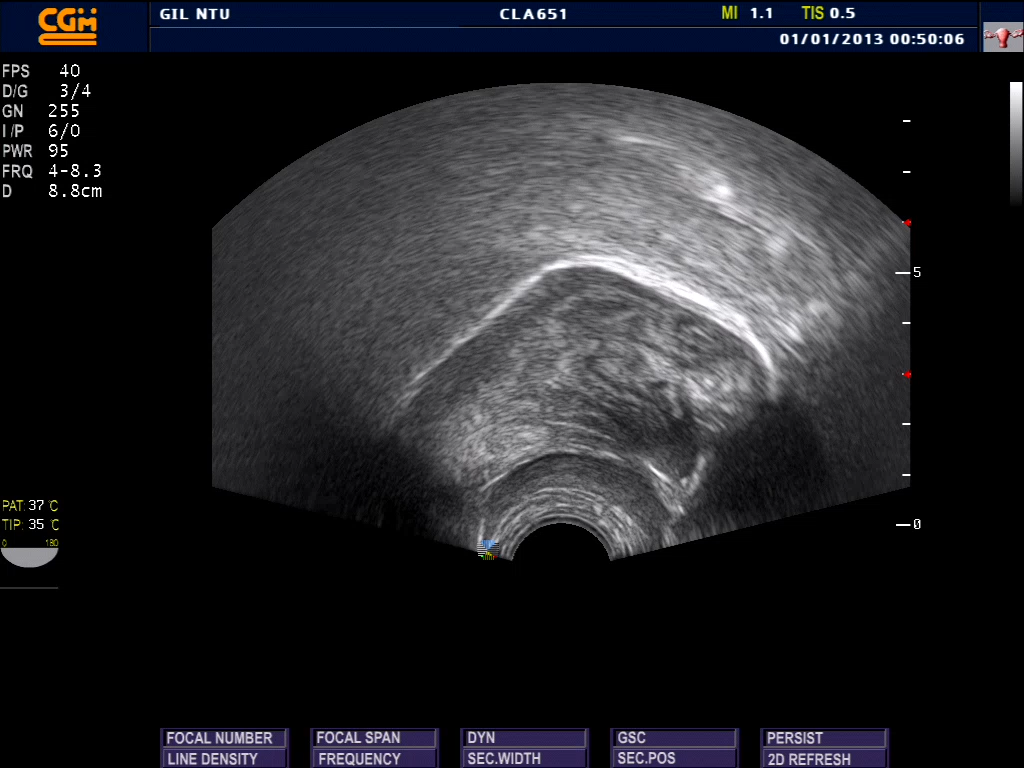 CGM
GIL NTU CLA651 MI 1.1 TIS 0.5
01/01/2013 00:50:06
FPS 40
D/G 3/4
GN 255
I/P 6/0
PWR 95
FRQ 4-8.3
D 8.8cm
5
PAT: 37 °C
TIP: 35 °C
0 180
0
FOCAL NUMBER FOCAL SPAN DYN GSC PERSIST
LINE DENSITY FREQUENCY SEC.WIDTH SEC.POS 2D REFRESH